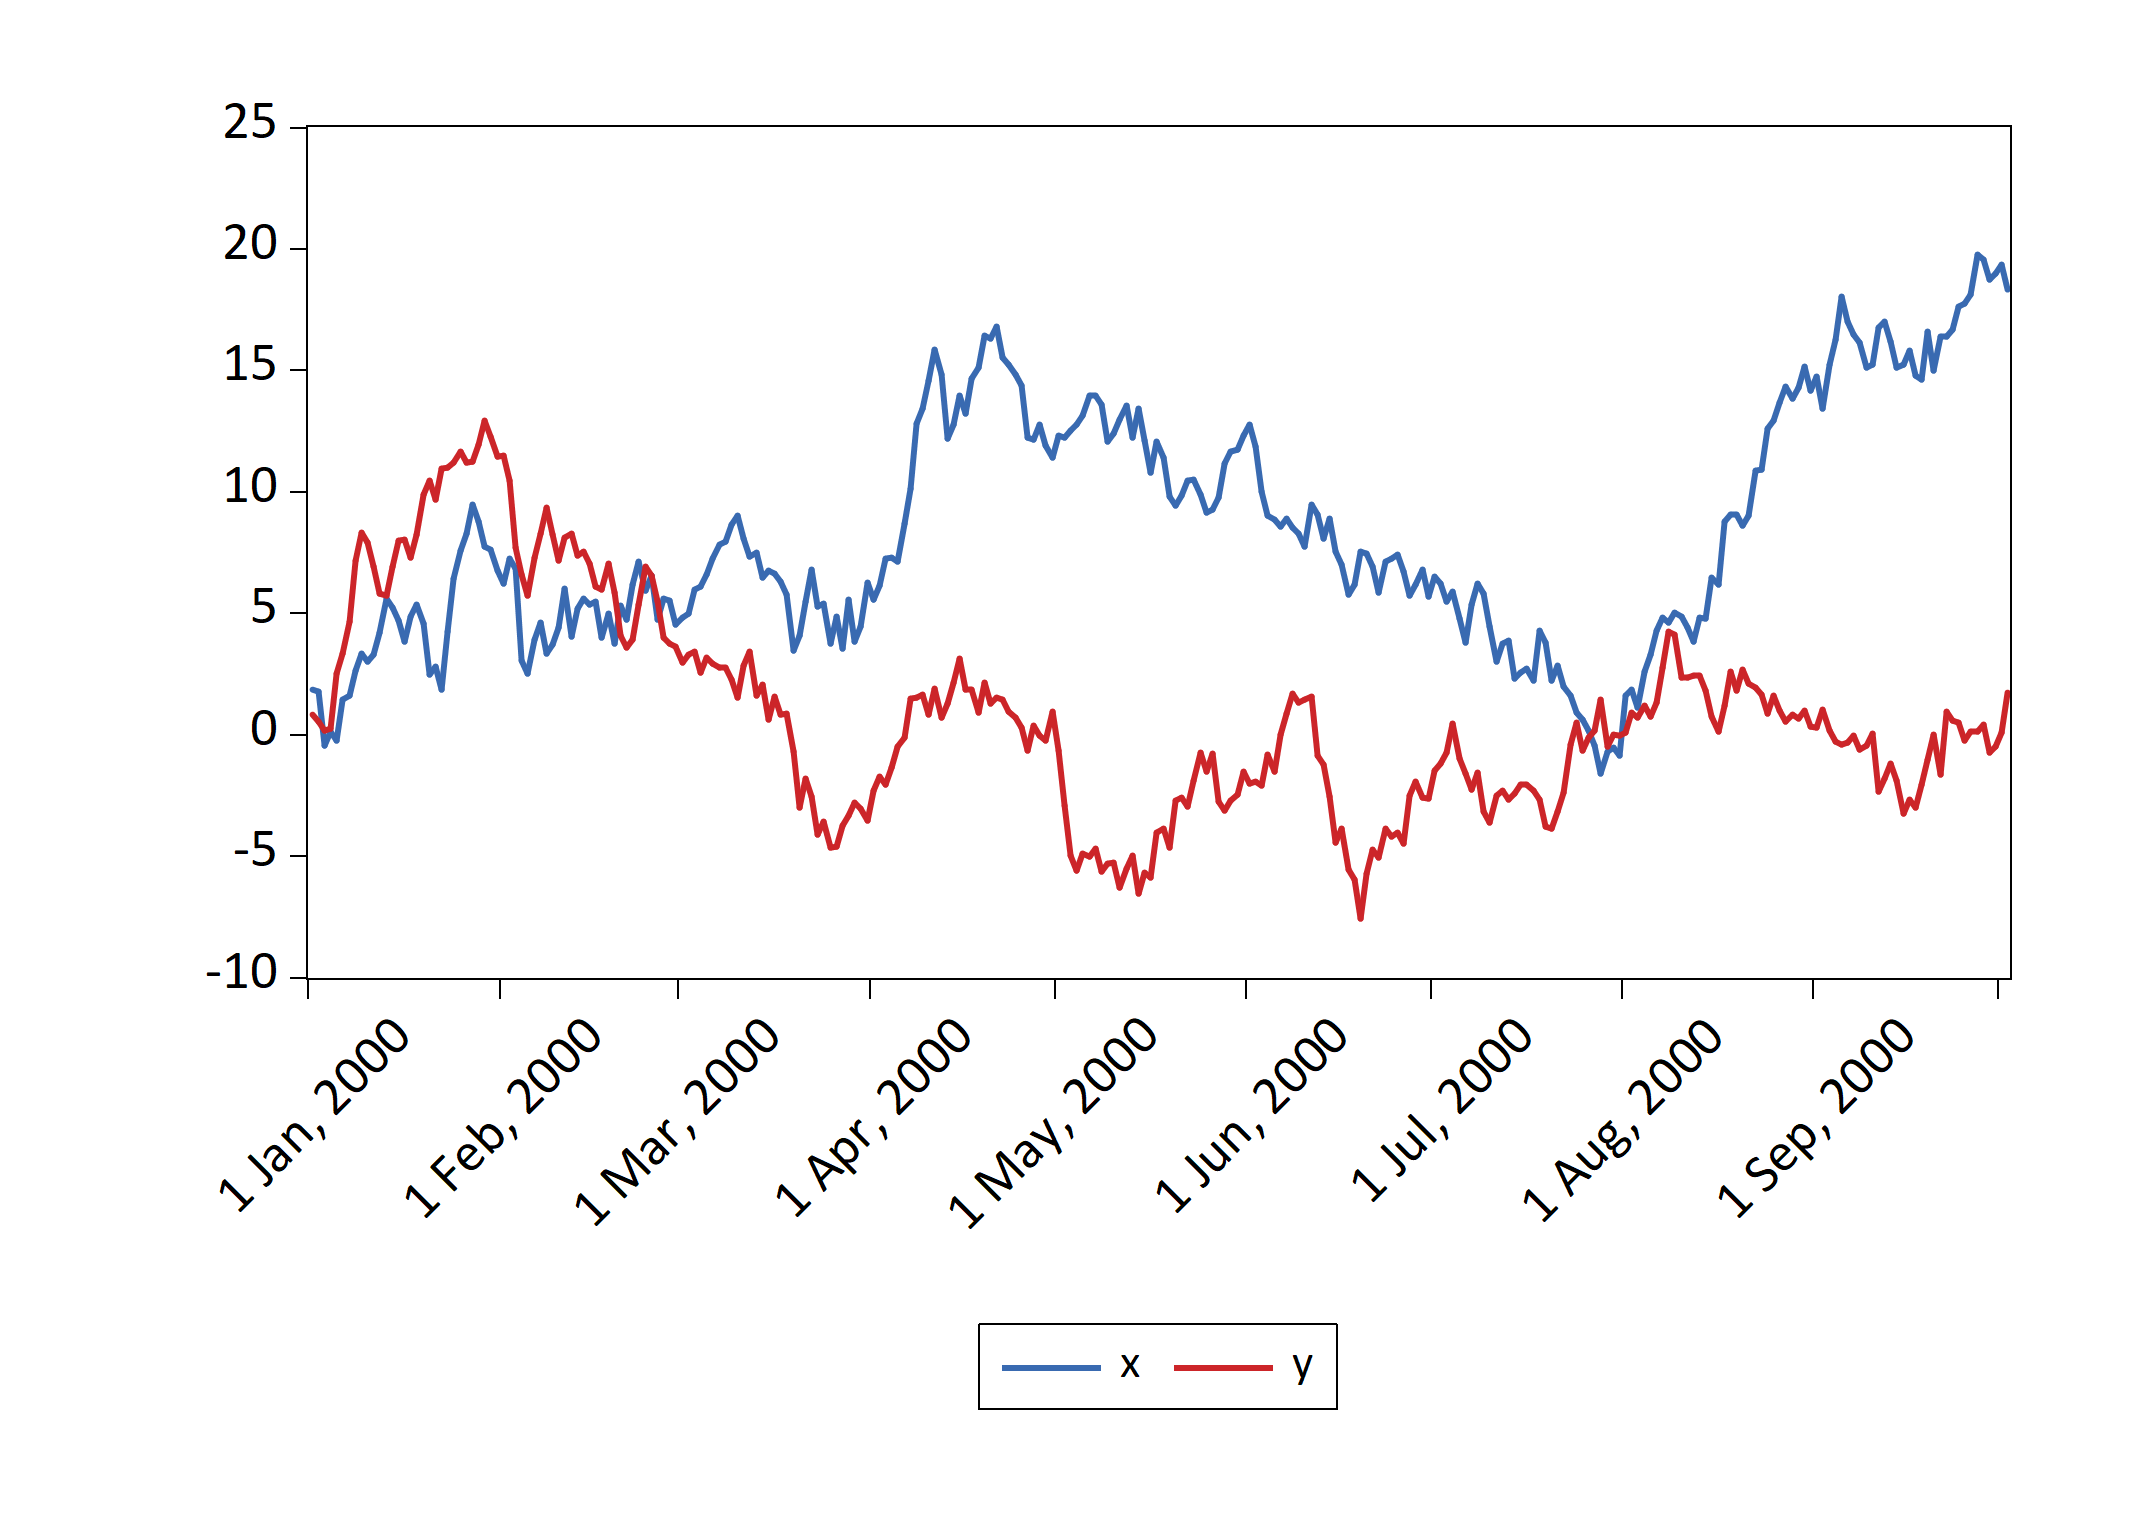 25
20
15
10
5
0
-5
-10
1 Jan, 2000
1 Feb, 2000
1 Mar, 2000
1 Apr, 2000
1 May, 2000
1 Jun, 2000
1 Jul, 2000
1 Aug, 2000
1 Sep, 2000
x y